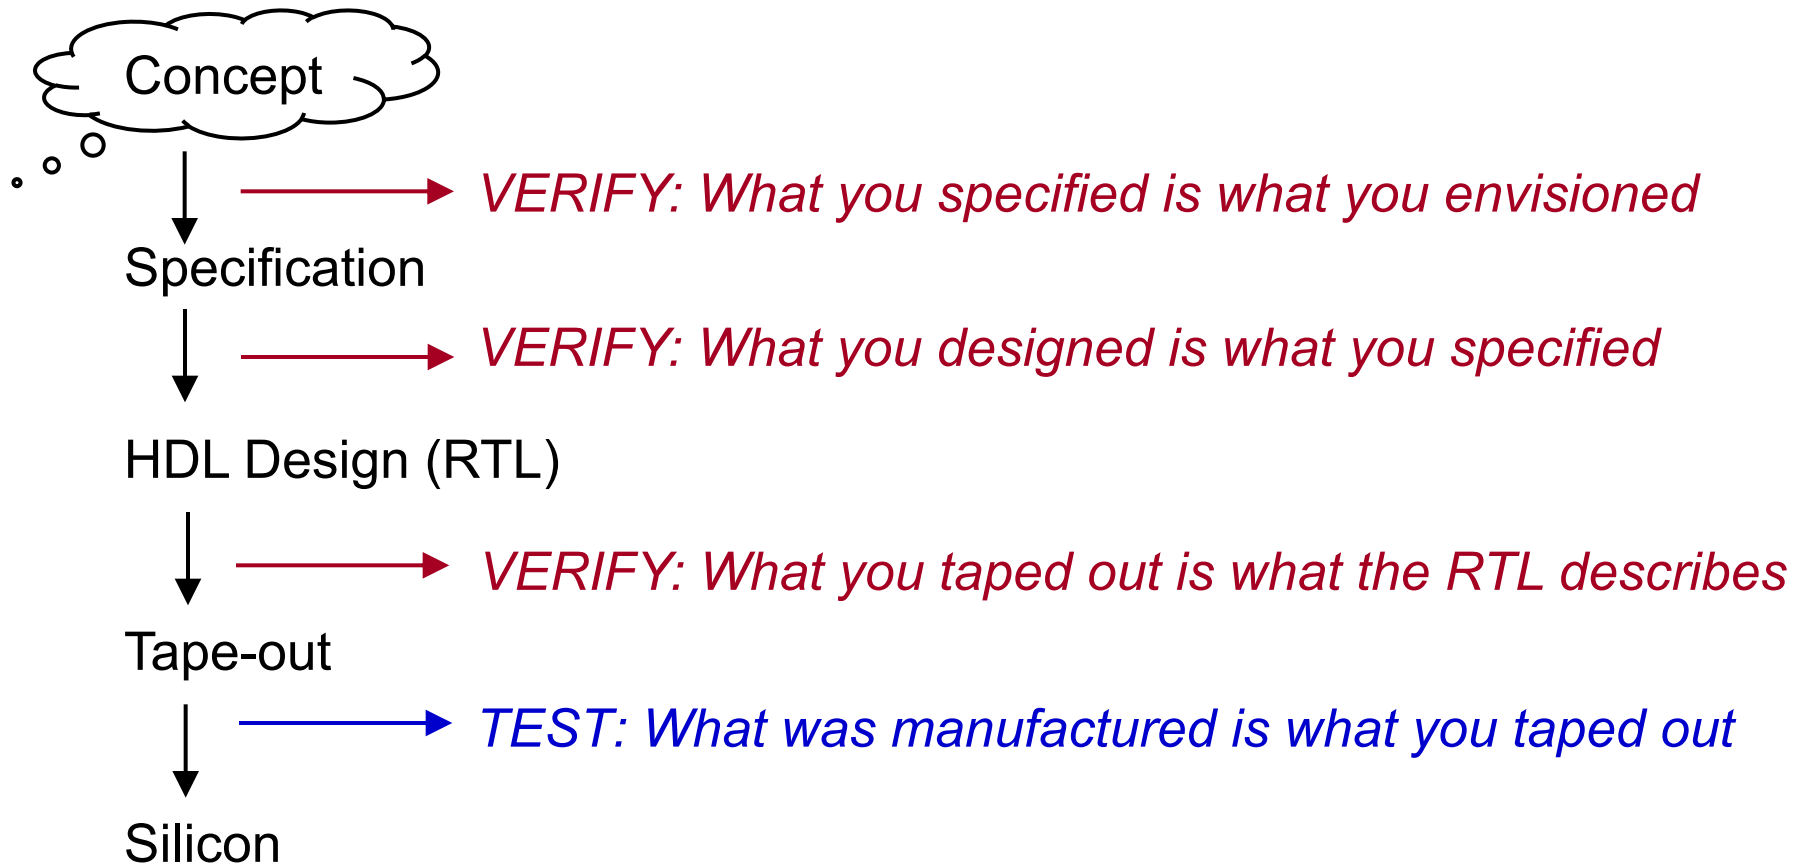 Concept
VERIFY: What you specified is what you envisioned
Specification
VERIFY: What you designed is what you specified
HDL Design (RTL)
VERIFY: What you taped out is what the RTL describes
Tape-out
TEST: What was manufactured is what you taped out
Silicon